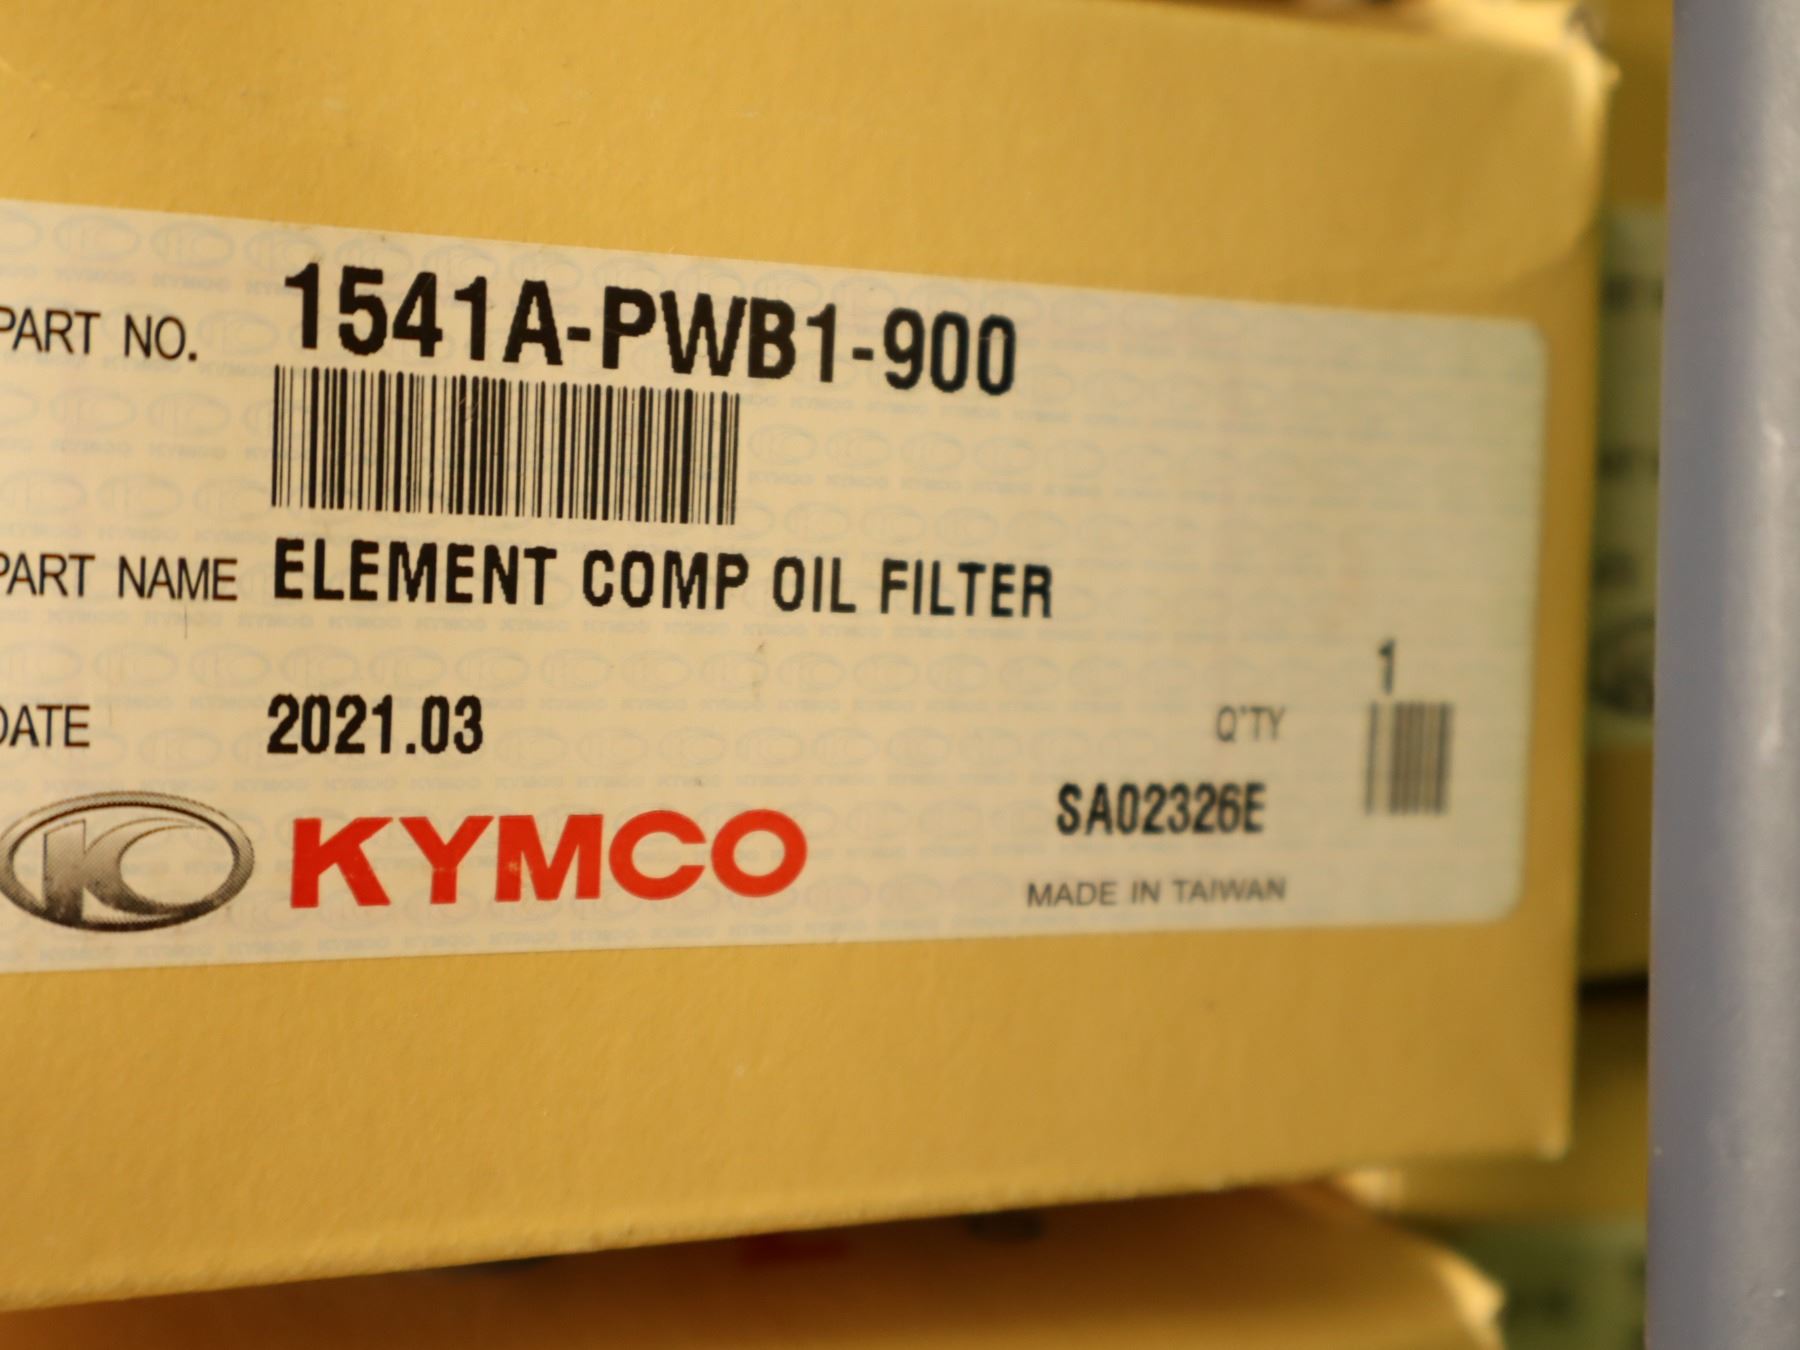 PART NO. 1541A-PWB1-900
PART NAME ELEMENT COMP OIL FILTER
DATE 2021.03
1
Q'TY
SA02326E
KYMCO
MADE IN TAIWAN